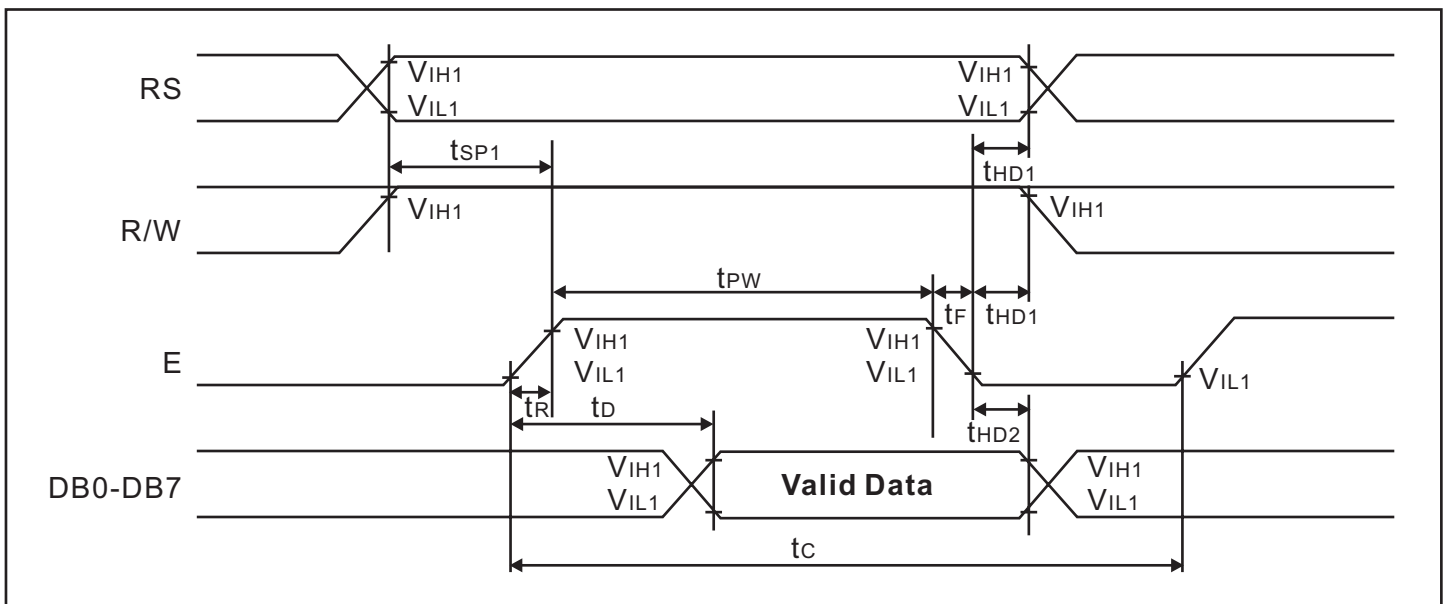 RS
VIH1 VIH1
VIL1 VIL1
tSP1
tHD1
R/W
VIH1 VIH1
tPW
tF tHD1
E
VIH1 VIH1
VIL1 VIL1 VIL1
tR tD
tHD2
DB0-DB7
VIH1 Valid Data VIH1
VIL1 VIL1
tC